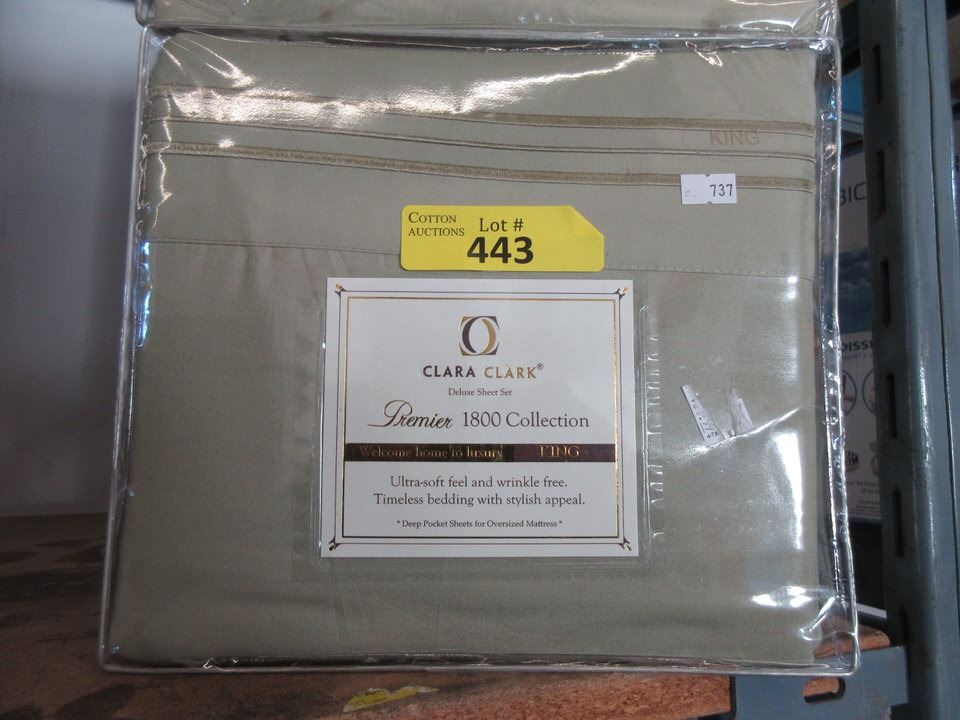 KING
737
COTTON
AUCTIONS
Lot #
443
CLARA CLARK®
Deluxe Sheet Set
Premier 1800 Collection
Welcome home to luxury KING
Ultra-soft feel and wrinkle free.
Timeless bedding with stylish appeal.
* Deep Pocket Sheets for Oversized Mattress *